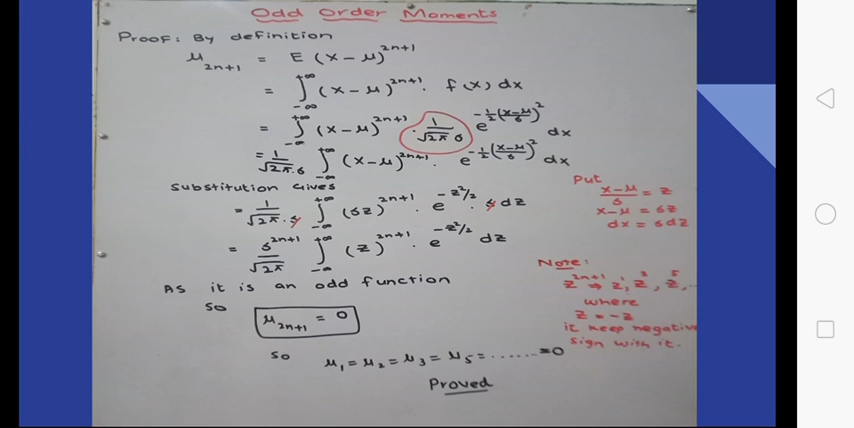 Odd Order Moments
Proof: By definition
μ₂ₙ₊₁ = E (x-μ)²ⁿ⁺¹
= ∫₋∞⁺∞ (x-μ)²ⁿ⁺¹. f(x) dx
= ∫₋∞⁺∞ (x-μ)²ⁿ⁺¹ . 1/√2π σ e^(-1/2((x-μ)/σ)²) dx
= 1/√2π.σ ∫₋∞⁺∞ (x-μ)²ⁿ⁺¹. e^(-1/2((x-μ)/σ)²) dx
Substitution Gives
= 1/√2π.σ ∫₋∞⁺∞ (σz)²ⁿ⁺¹ . e^(-z²/2) . σ dz
= σ²ⁿ⁺¹/√2π ∫₋∞⁺∞ (z)²ⁿ⁺¹ . e^(-z²/2) dz
As it is an odd function
so
μ₂ₙ₊₁ = 0
so μ₁ = μ₂ = μ₃ = μ₅ = ...... = 0
Proved
Put
(x-μ)/σ = z
x-μ = σz
dx = σdz
Note:
z²ⁿ⁺¹ ⇒ z¹, z³, z⁵, ..
where
z = -z
it keep negative
sign with it.